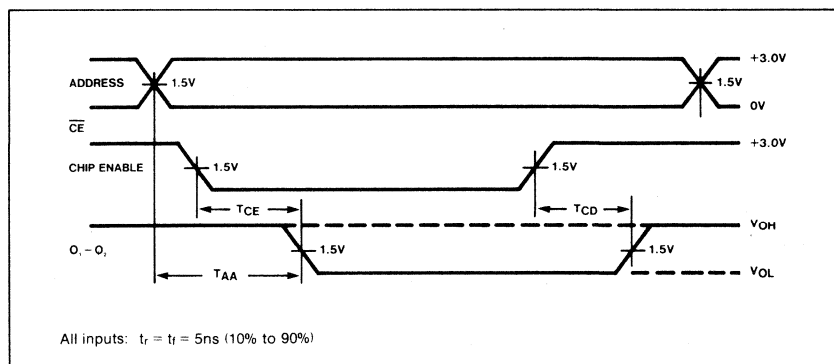 +3.0V
ADDRESS
1.5V
1.5V
0V
CE
+3.0V
CHIP ENABLE
1.5V
1.5V
TCE
TCD
VOH
O₁ – O₂
1.5V
1.5V
TAA
VOL
All inputs: tr = tf = 5ns (10% to 90%)